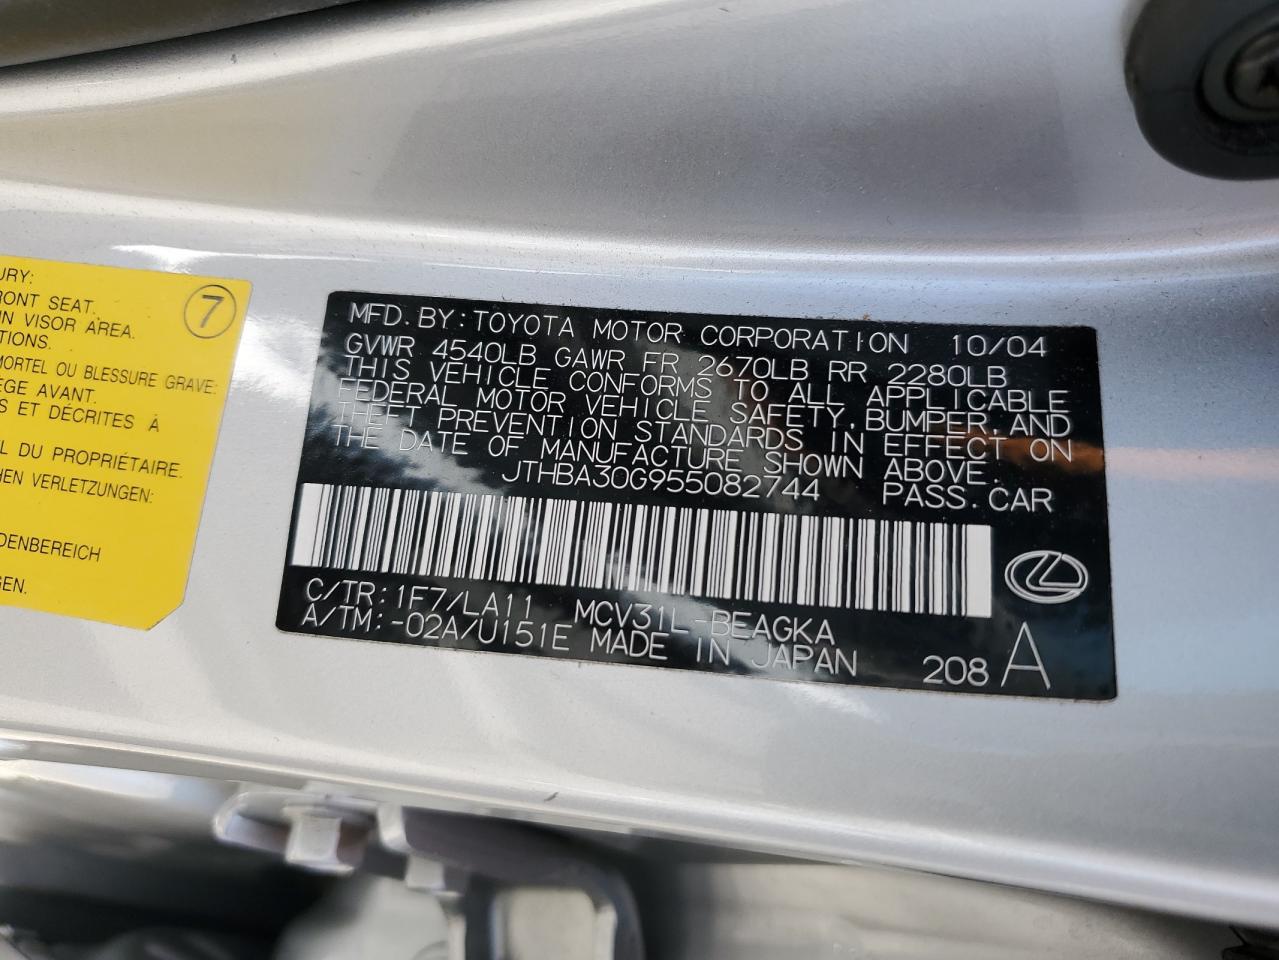 URY:
RONT SEAT.
IN VISOR AREA.
TIONS.
MORTEL OU BLESSURE GRAVE:
ÈGE AVANT.
S ET DÉCRITES À
L DU PROPRIÉTAIRE.
HEN VERLETZUNGEN:
DENBEREICH
GEN.
7
MFD. BY: TOYOTA MOTOR CORPORATION 10/04
GVWR 4540LB GAWR FR 2670LB RR 2280LB
THIS VEHICLE CONFORMS TO ALL APPLICABLE
FEDERAL MOTOR VEHICLE SAFETY, BUMPER, AND
THEFT PREVENTION STANDARDS IN EFFECT ON
THE DATE OF MANUFACTURE SHOWN ABOVE.
JTHBA30G955082744 PASS. CAR
C/TR: 1F7/LA11 MCV31L-BEAGKA
A/TM: -02A/U151E MADE IN JAPAN 208 A